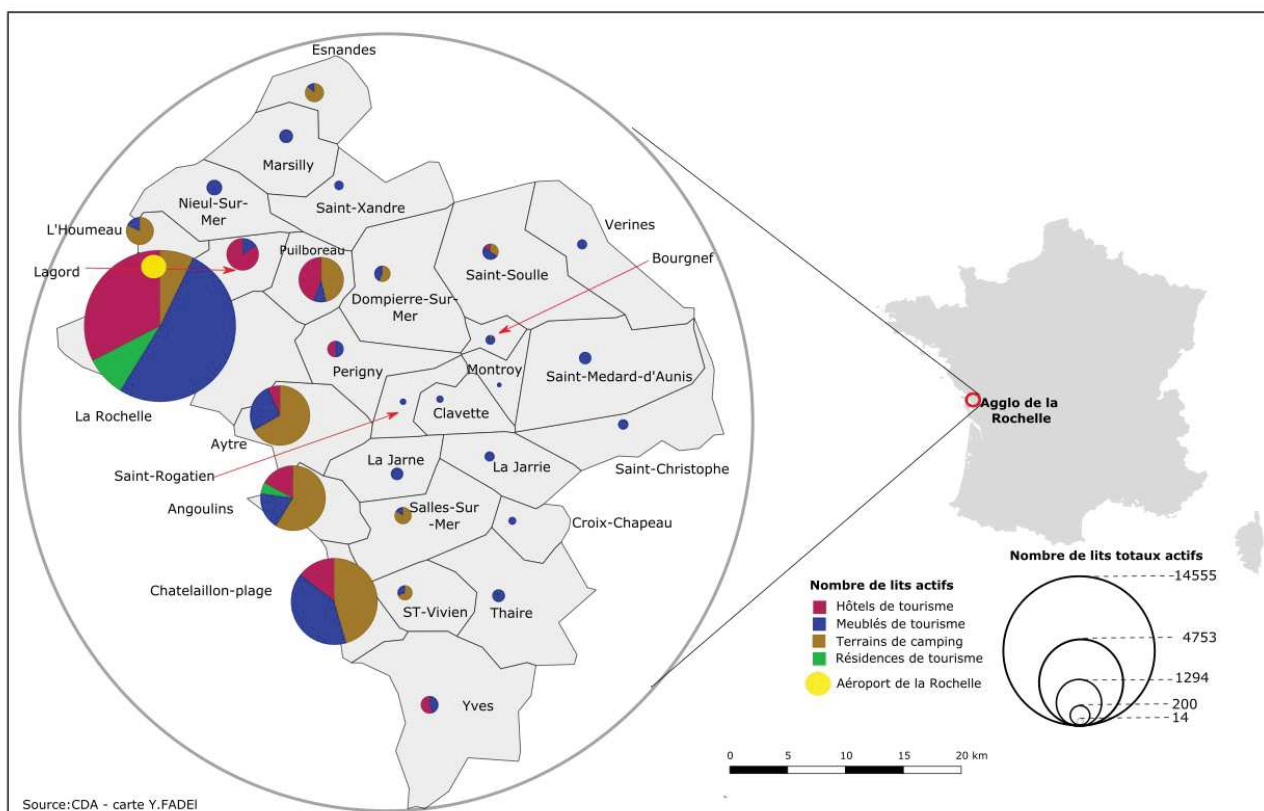 Esnandes
Marsilly
Nieul-Sur-
Mer
Saint-Xandre
L'Houmeau
Lagord
Puilboreau
Dompierre-Sur-
Mer
Saint-Soulle
Verines
Bourgnef
Perigny
Montroy
Saint-Medard-d'Aunis
La Rochelle
Clavette
Aytre
Saint-Rogatien
La Jarne
La Jarrie
Saint-Christophe
Angoulins
Salles-Sur
-Mer
Croix-Chapeau
Chatelaillon-plage
ST-Vivien
Thaire
Yves
Source:CDA - carte Y.FADEl
Agglo de la
Rochelle
Nombre de lits actifs
Hôtels de tourisme
Meublés de tourisme
Terrains de camping
Résidences de tourisme
Aéroport de la Rochelle
Nombre de lits totaux actifs
14555
4753
1294
200
14
0 5 10 15 20 km